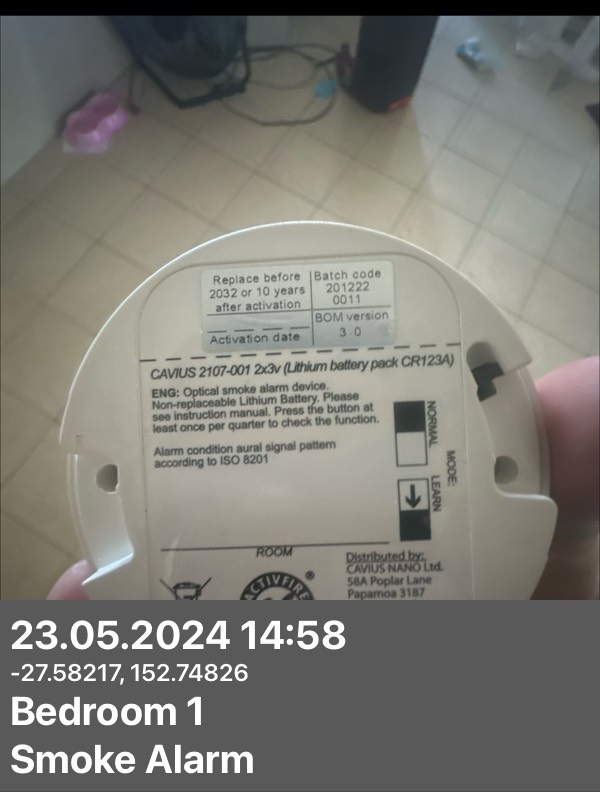 Replace before
2032 or 10 years
after activation
Activation date
Batch code
201222
0011
BOM version
3.0
CAVIUS 2107-001 2x3v (Lithium battery pack CR123A)
ENG: Optical smoke alarm device.
Non-replaceable Lithium Battery. Please
see instruction manual. Press the button at
least once per quarter to check the function.
Alarm condition aural signal pattern
according to ISO 8201
NORMAL
MODE:
LEARN
ROOM
ACTIVFIRE
®
Distributed by:
CAVIUS NANO Ltd.
58A Poplar Lane
Papamoa 3187
23.05.2024 14:58
-27.58217, 152.74826
Bedroom 1
Smoke Alarm